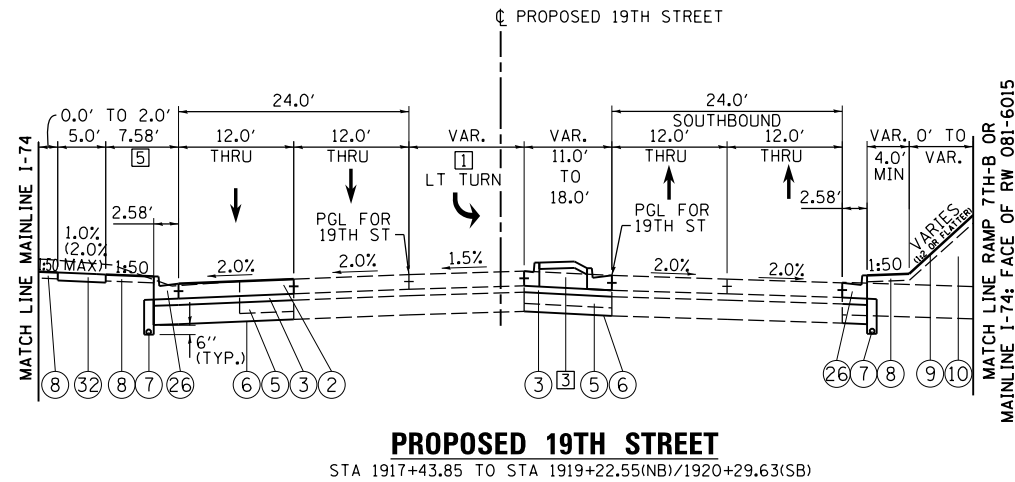 ℄ PROPOSED 19TH STREET
24.0'
24.0'
SOUTHBOUND
0.0' TO 2.0'
5.0' 7.58' 12.0' 12.0' VAR. VAR. 12.0' 12.0' VAR. 0' TO
5 THRU THRU 1 11.0' THRU THRU 4.0' VAR.
LT TURN TO MIN
18.0'
2.58' 2.58'
PGL FOR
19TH ST
PGL FOR
19TH ST
1.0%
(2.0%
MAX)
1:50 1:50 2.0% 2.0% 1.5% 2.0% 2.0% 1:50
VARIES
(1:2 OR FLATTER)
6''
(TYP.)
8 32 8 7 26 6 5 3 2 3 3 5 6 26 7 8 9 10
MATCH LINE MAINLINE I-74
MATCH LINE RAMP 7TH-B OR
MAINLINE I-74: FACE OF RW 081-6015
PROPOSED 19TH STREET
STA 1917+43.85 TO STA 1919+22.55(NB)/1920+29.63(SB)